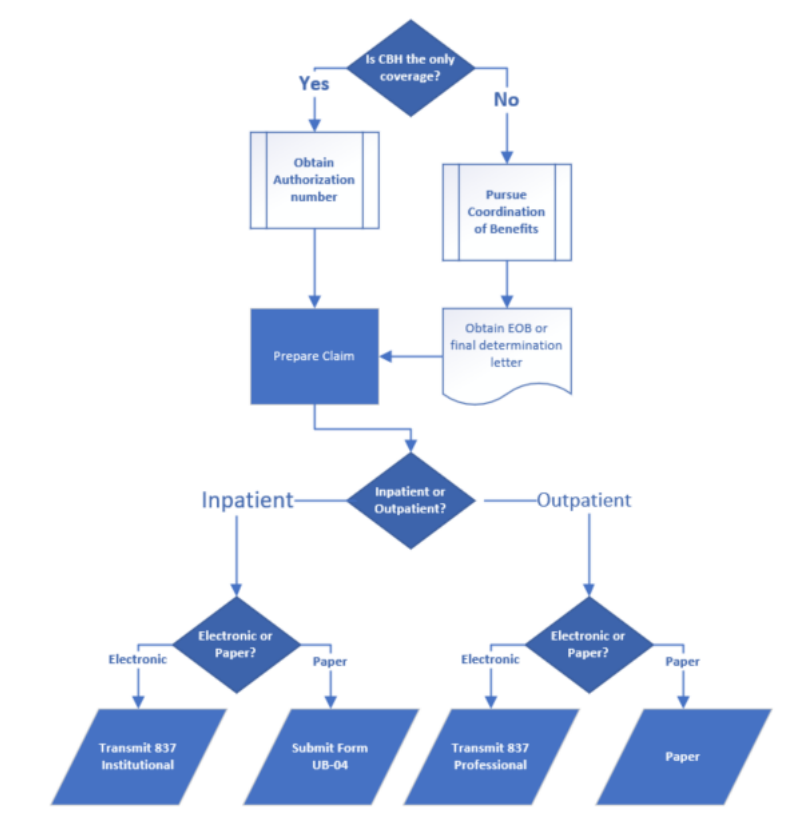 Is CBH the only
coverage?
Yes
No
Obtain
Authorization
number
Pursue
Coordination
of Benefits
Prepare Claim
Obtain EOB or
final determination
letter
Inpatient or
Outpatient?
Inpatient
Outpatient
Electronic or
Paper?
Electronic or
Paper?
Electronic
Paper
Electronic
Paper
Transmit 837
Institutional
Submit Form
UB-04
Transmit 837
Professional
Paper